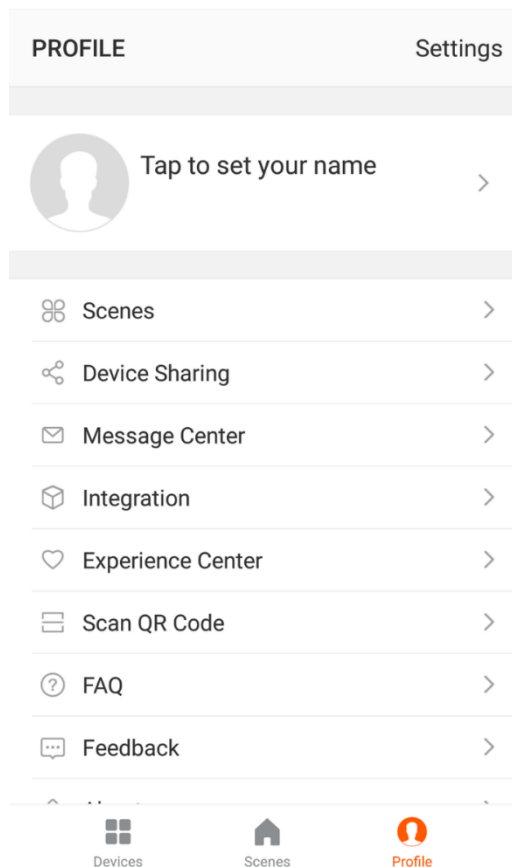 PROFILE Settings
Tap to set your name
Scenes
Device Sharing
Message Center
Integration
Experience Center
Scan QR Code
FAQ
Feedback
Devices Scenes Profile